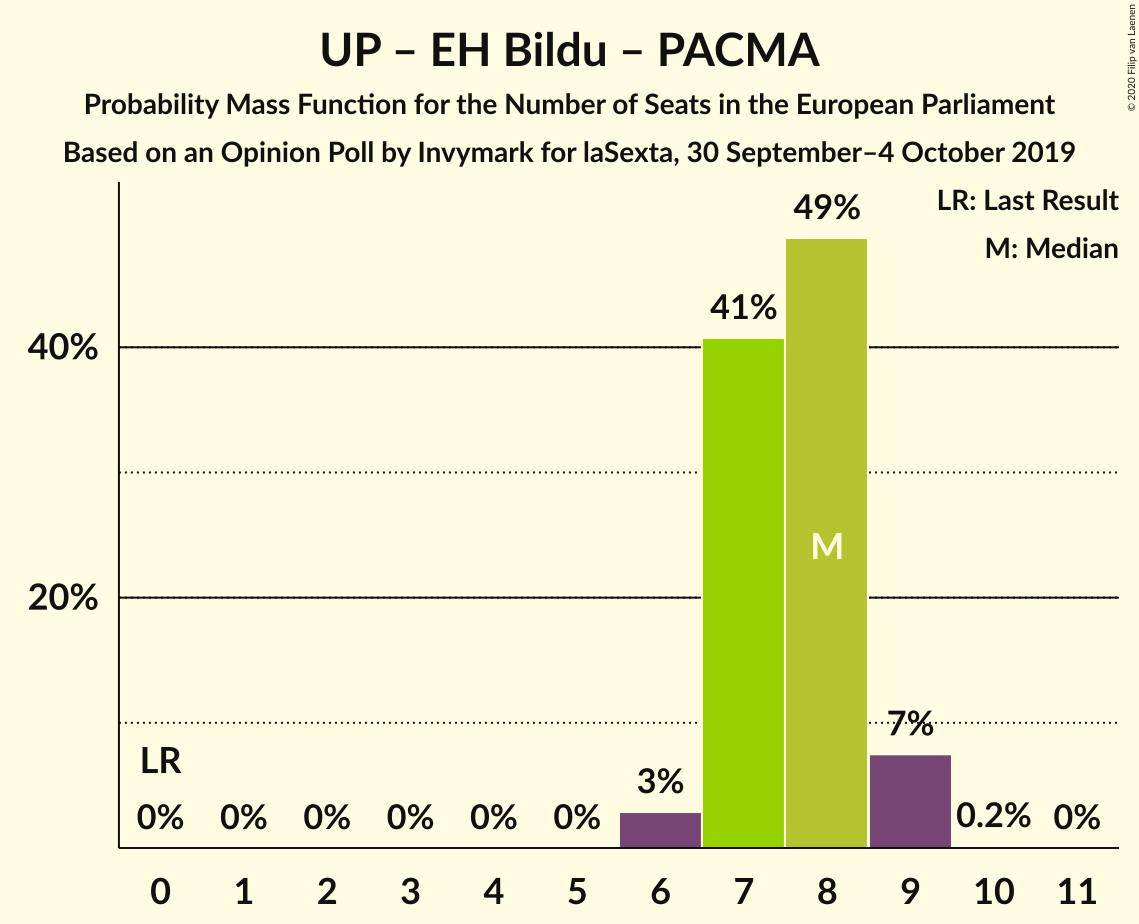 UP – EH Bildu – PACMA
Probability Mass Function for the Number of Seats in the European Parliament
Based on an Opinion Poll by Invymark for laSexta, 30 September–4 October 2019
© 2020 Filip van Laenen
LR: Last Result
M: Median
49%
41%
40%
M
20%
7%
LR
3%
0% 0% 0% 0% 0% 0% 0.2% 0%
0 1 2 3 4 5 6 7 8 9 10 11